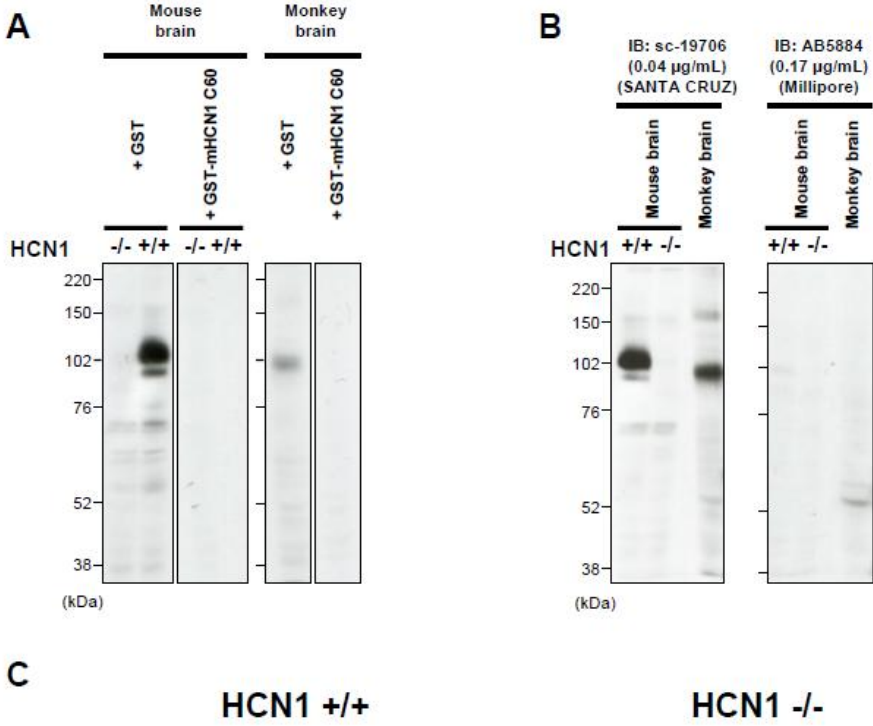 A
Mouse
brain
Monkey
brain
+ GST
+ GST-mHCN1 C60
+ GST
+ GST-mHCN1 C60
HCN1
-/- +/+
-/- +/+
220
150
102
76
52
38
(kDa)
B
IB: sc-19706
(0.04 µg/mL)
(SANTA CRUZ)
IB: AB5884
(0.17 µg/mL)
(Millipore)
Mouse brain
Monkey brain
Mouse brain
Monkey brain
HCN1
+/+ -/-
+/+ -/-
220
150
102
76
52
38
(kDa)
C
HCN1 +/+
HCN1 -/-